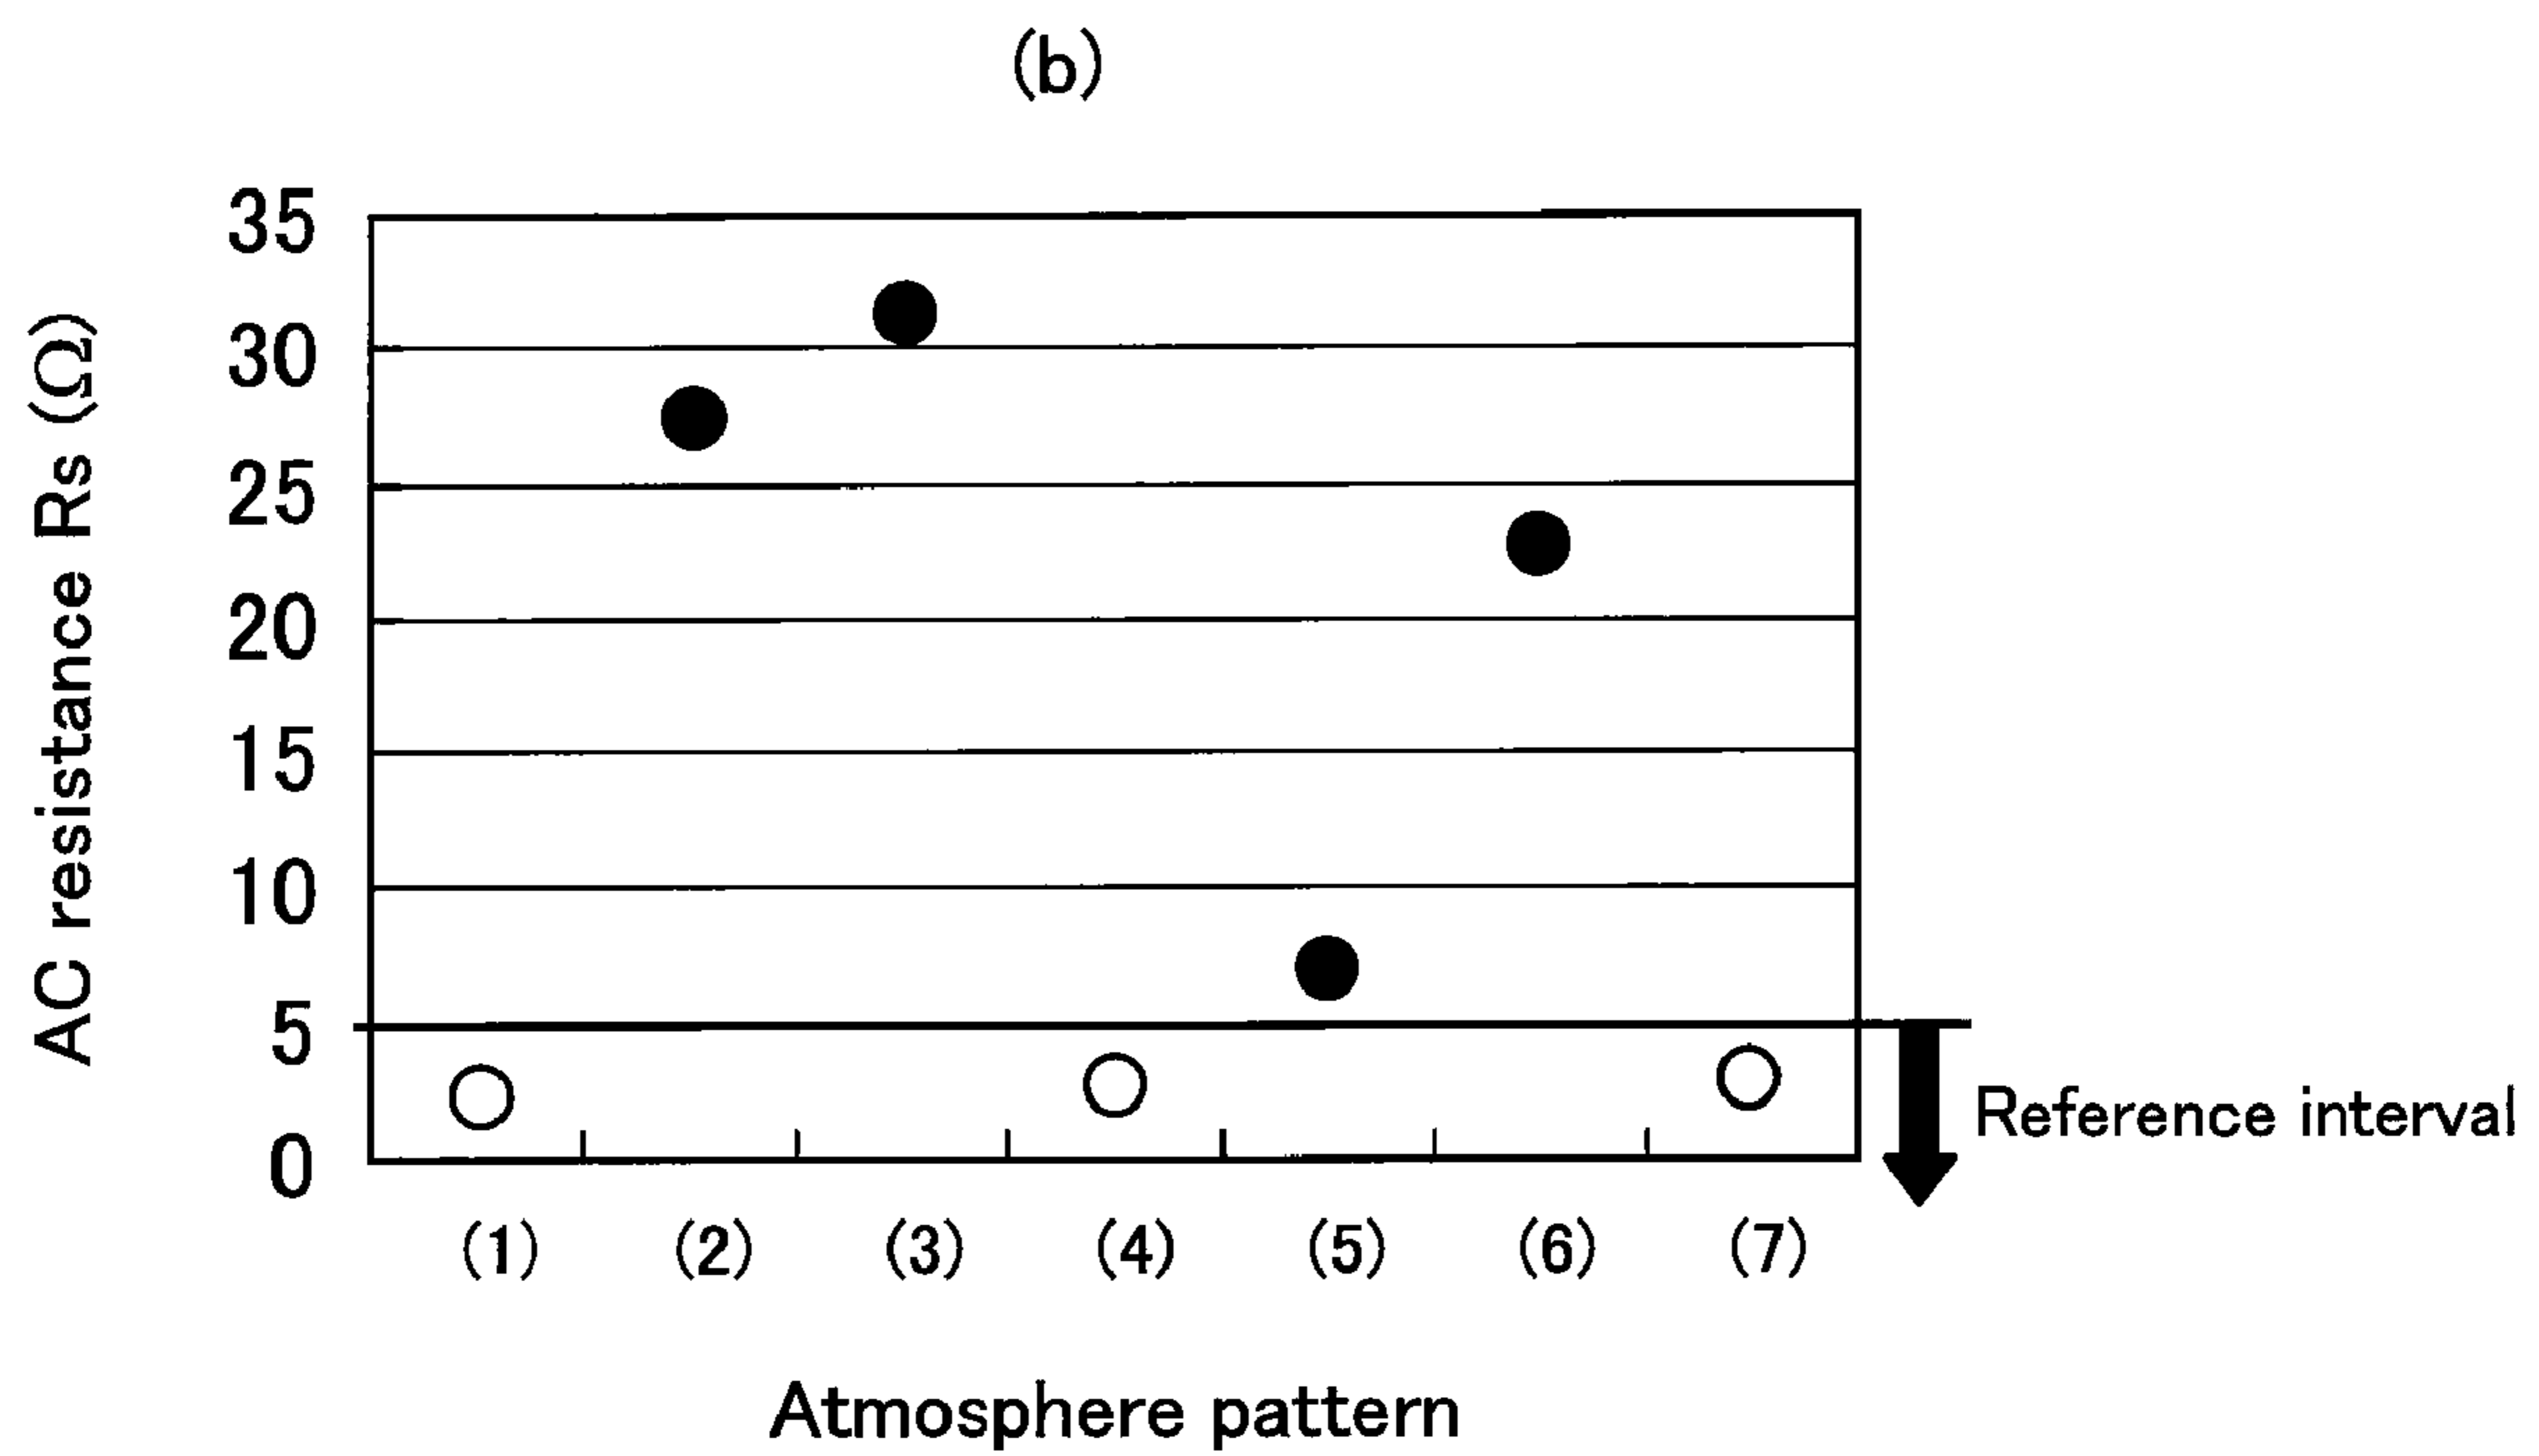 (b)
AC resistance Rs (Ω)
35
30
25
20
15
10
5
0
Reference interval
(1) (2) (3) (4) (5) (6) (7)
Atmosphere pattern